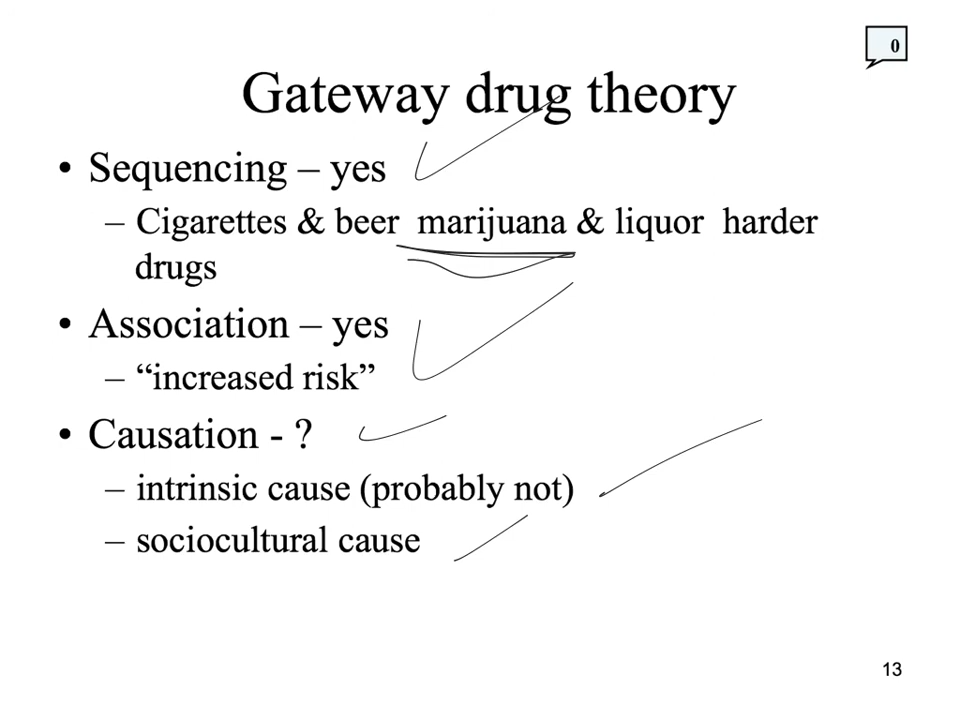 0
Gateway drug theory
• Sequencing – yes
– Cigarettes & beer marijuana & liquor harder
drugs
• Association – yes
– “increased risk”
• Causation - ?
– intrinsic cause (probably not)
– sociocultural cause
13